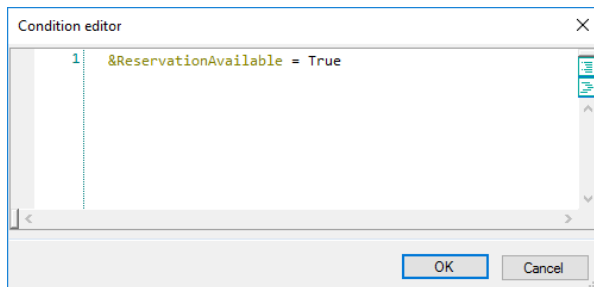 Condition editor
1 &ReservationAvailable = True
OK Cancel